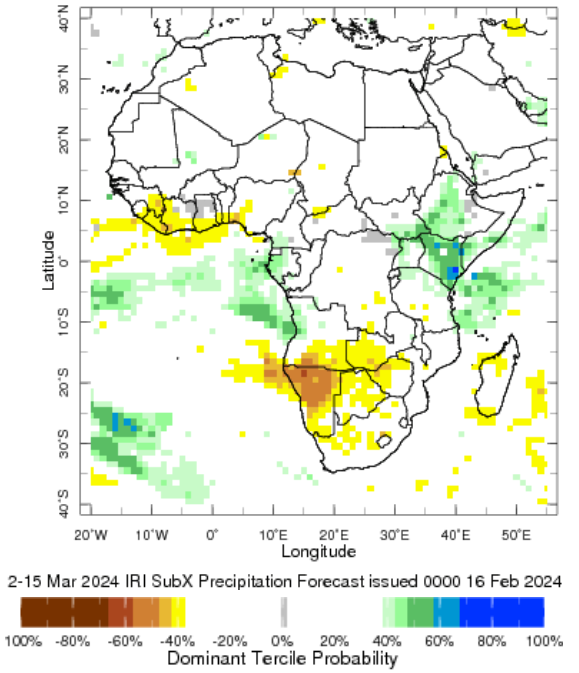 40°N
30°N
20°N
10°N
0°
10°S
20°S
30°S
40°S
Latitude
20°W 10°W 0° 10°E 20°E 30°E 40°E 50°E
Longitude
2-15 Mar 2024 IRI SubX Precipitation Forecast issued 0000 16 Feb 2024
100% -80% -60% -40% -20% 0% 20% 40% 60% 80% 100%
Dominant Tercile Probability